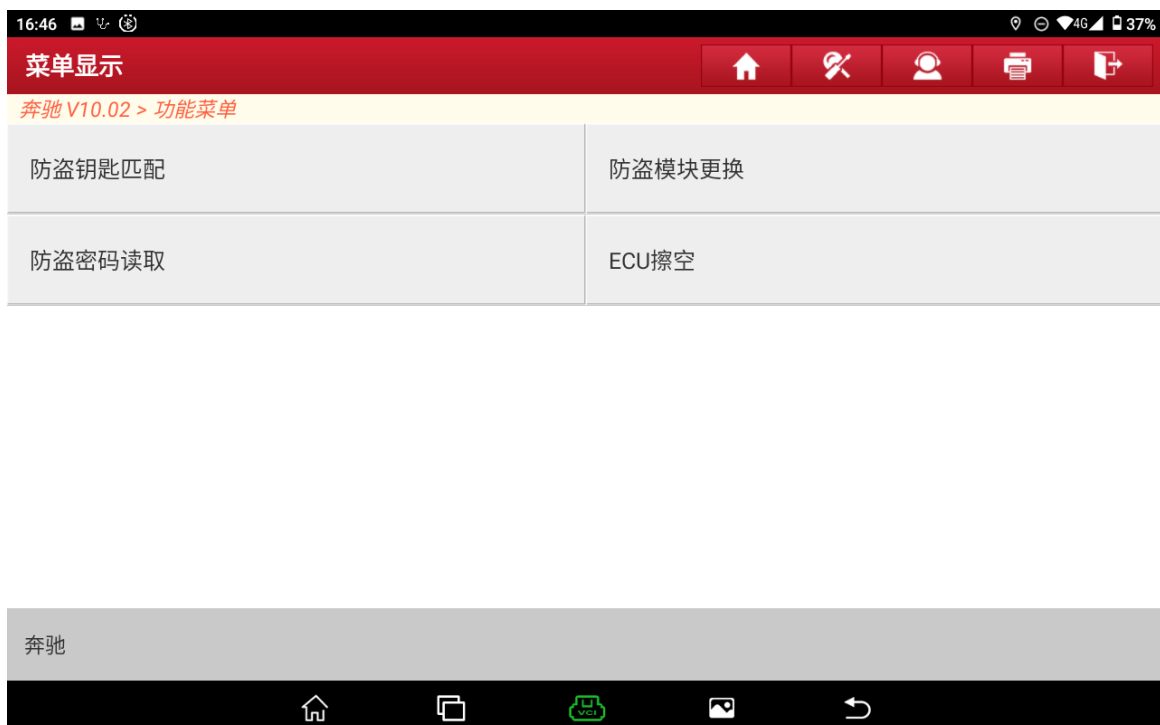 16:46 4G 37%
菜单显示
奔驰 V10.02 > 功能菜单
防盗钥匙匹配 防盗模块更换
防盗密码读取 ECU擦空
奔驰
VCI